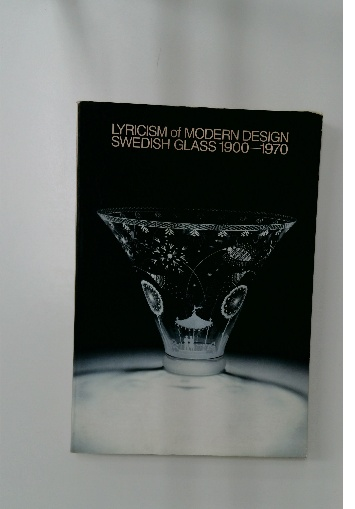 LYRICISM of MODERN DESIGN
SWEDISH GLASS 1900–1970